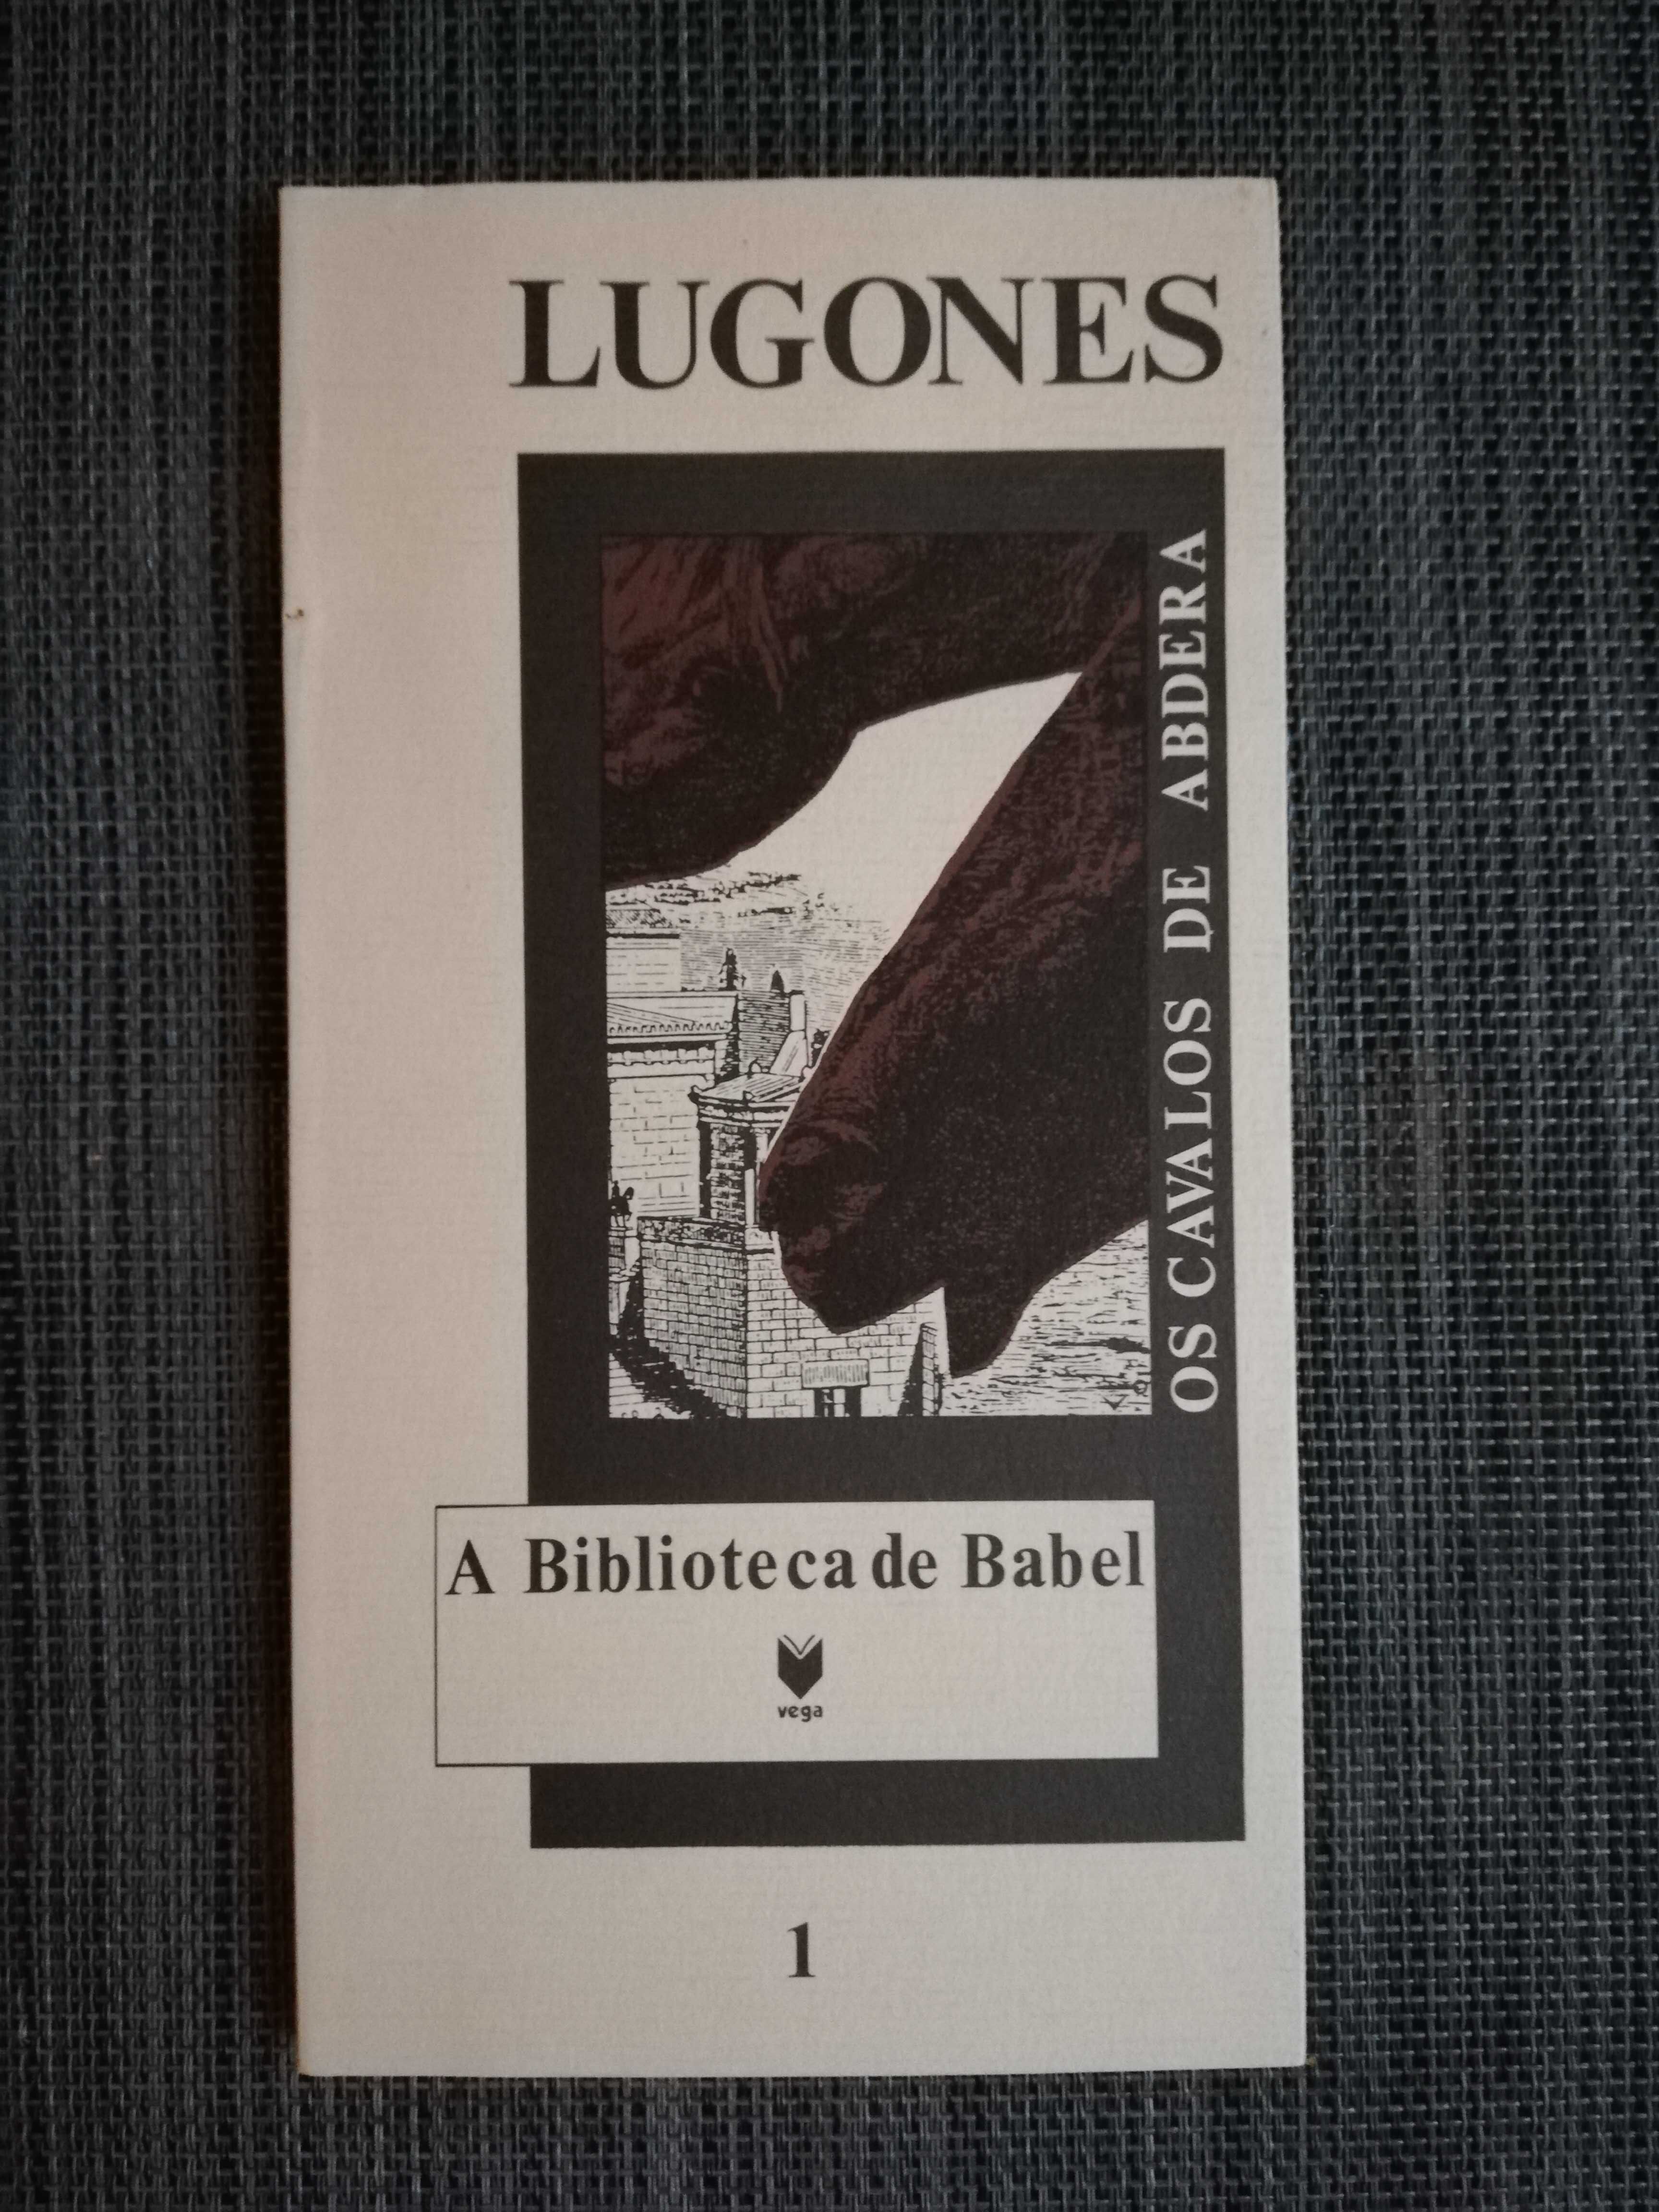 LUGONES
OS CAVALOS DE ABDERA
A Biblioteca de Babel
vega
1